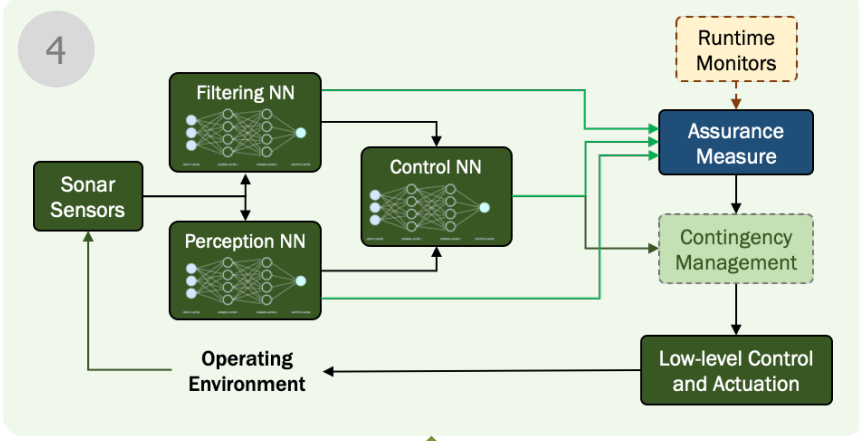 4
Runtime
Monitors
Filtering NN
Assurance
Measure
Control NN
Sonar
Sensors
Perception NN
Contingency
Management
Operating
Environment
Low-level Control
and Actuation